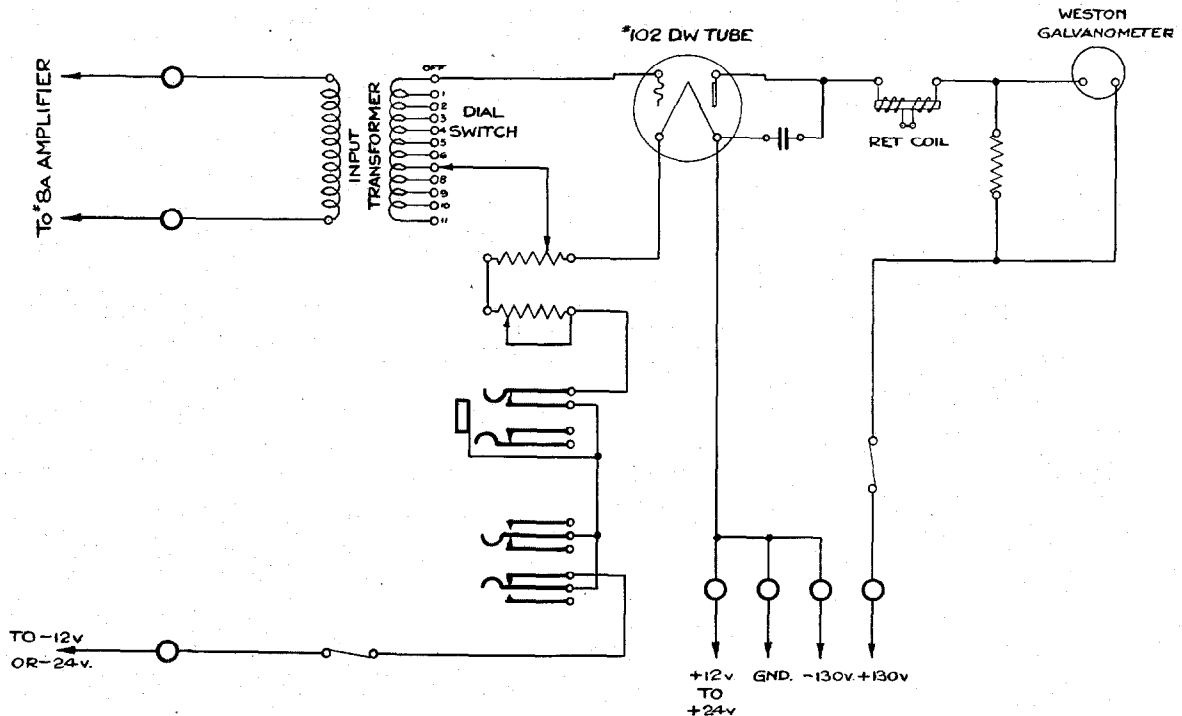 WESTON
GALVANOMETER
#102 DW TUBE
TO #8A AMPLIFIER
INPUT
TRANSFORMER
OFF
1
2
3
4
5
6
8
9
10
11
DIAL
SWITCH
RET COIL
TO -12V
OR -24V.
+12V.
TO
+24V
GND.
-130V.
+130V